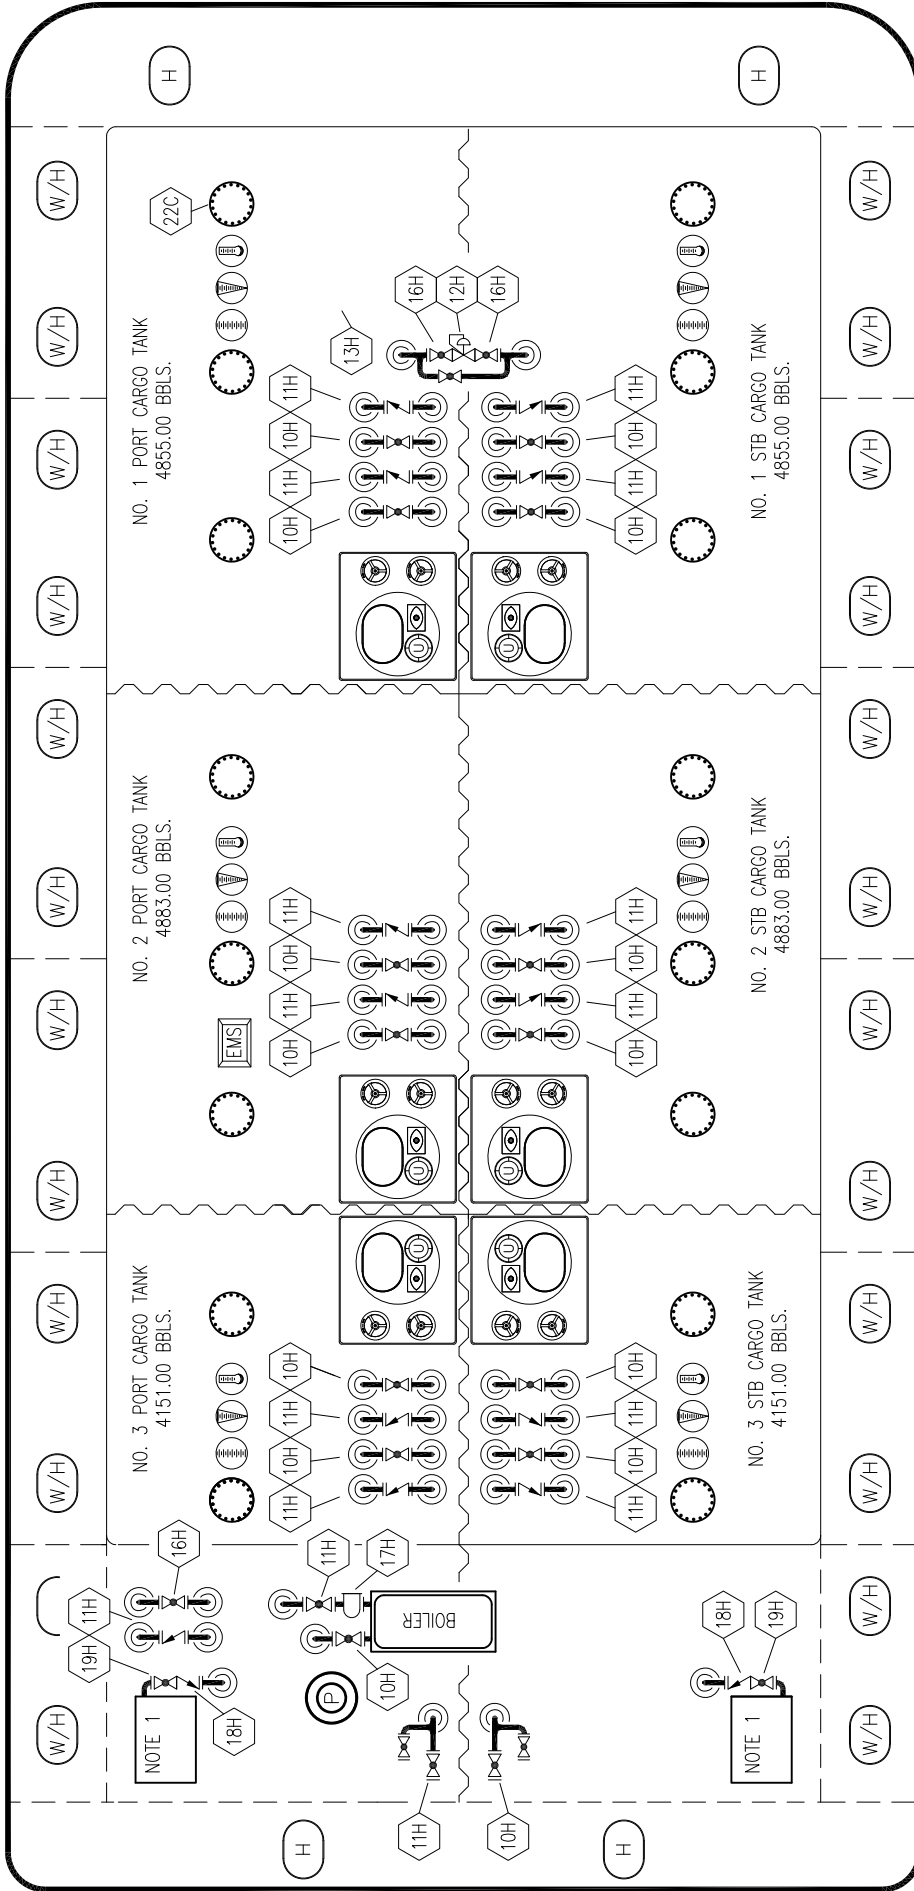 H
H
W/H
W/H
22C
W/H
W/H
NO. 1 PORT CARGO TANK
4855.00 BBLS.
NO. 1 STB CARGO TANK
4855.00 BBLS.
16H
12H
16H
13H
11H
10H
11H
10H
11H
10H
11H
10H
W/H
W/H
W/H
W/H
U
U
W/H
W/H
NO. 2 PORT CARGO TANK
4883.00 BBLS.
NO. 2 STB CARGO TANK
4883.00 BBLS.
W/H
W/H
11H
10H
11H
10H
11H
10H
11H
10H
EMS
W/H
W/H
U
U
W/H
W/H
U
U
NO. 3 PORT CARGO TANK
4151.00 BBLS.
NO. 3 STB CARGO TANK
4151.00 BBLS.
W/H
W/H
10H
11H
10H
11H
10H
11H
10H
11H
W/H
W/H
16H
11H
19H
18H
NOTE 1
11H
17H
BOILER
10H
P
18H
19H
NOTE 1
W/H
W/H
W/H
11H
10H
H
H